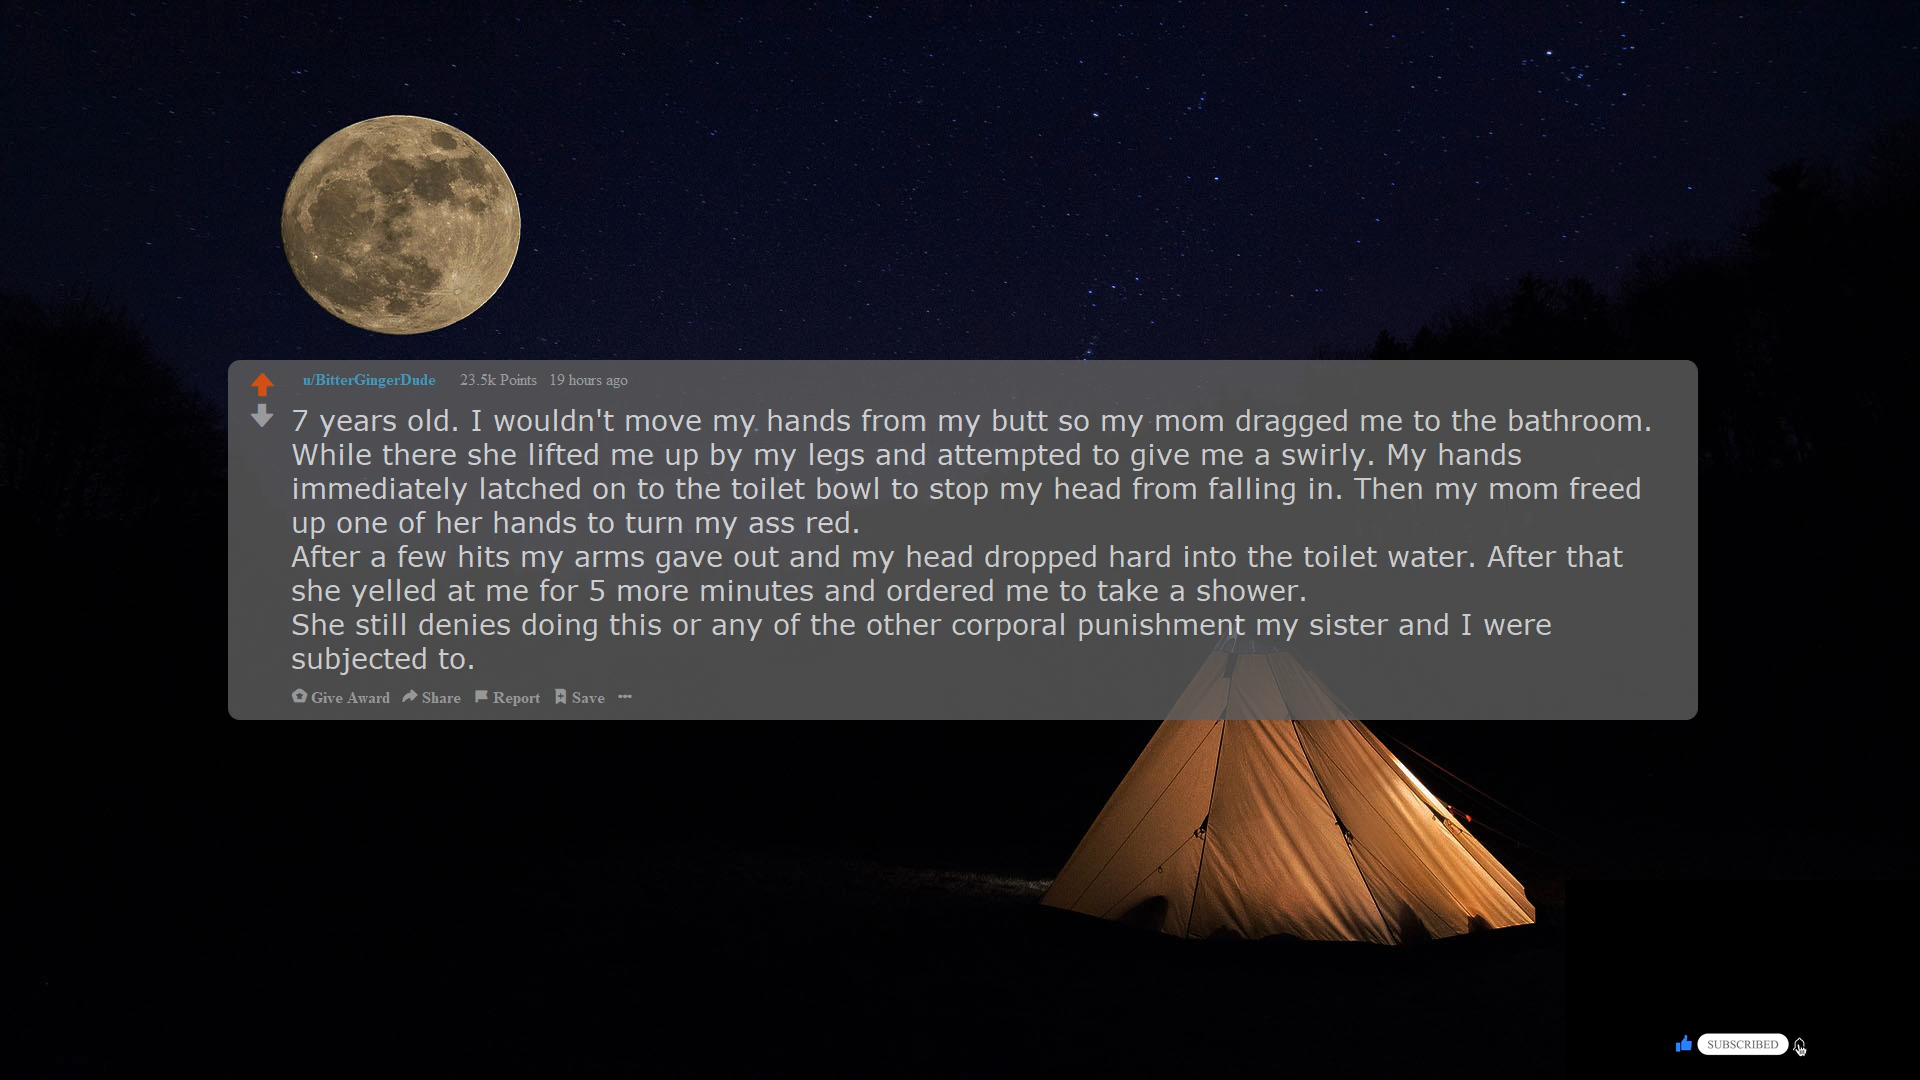 u/BitterGingerDude 23.5k Points 19 hours ago
7 years old. I wouldn't move my hands from my butt so my mom dragged me to the bathroom.
While there she lifted me up by my legs and attempted to give me a swirly. My hands
immediately latched on to the toilet bowl to stop my head from falling in. Then my mom freed
up one of her hands to turn my ass red.
After a few hits my arms gave out and my head dropped hard into the toilet water. After that
she yelled at me for 5 more minutes and ordered me to take a shower.
She still denies doing this or any of the other corporal punishment my sister and I were
subjected to.
Give Award Share Report Save
SUBSCRIBED